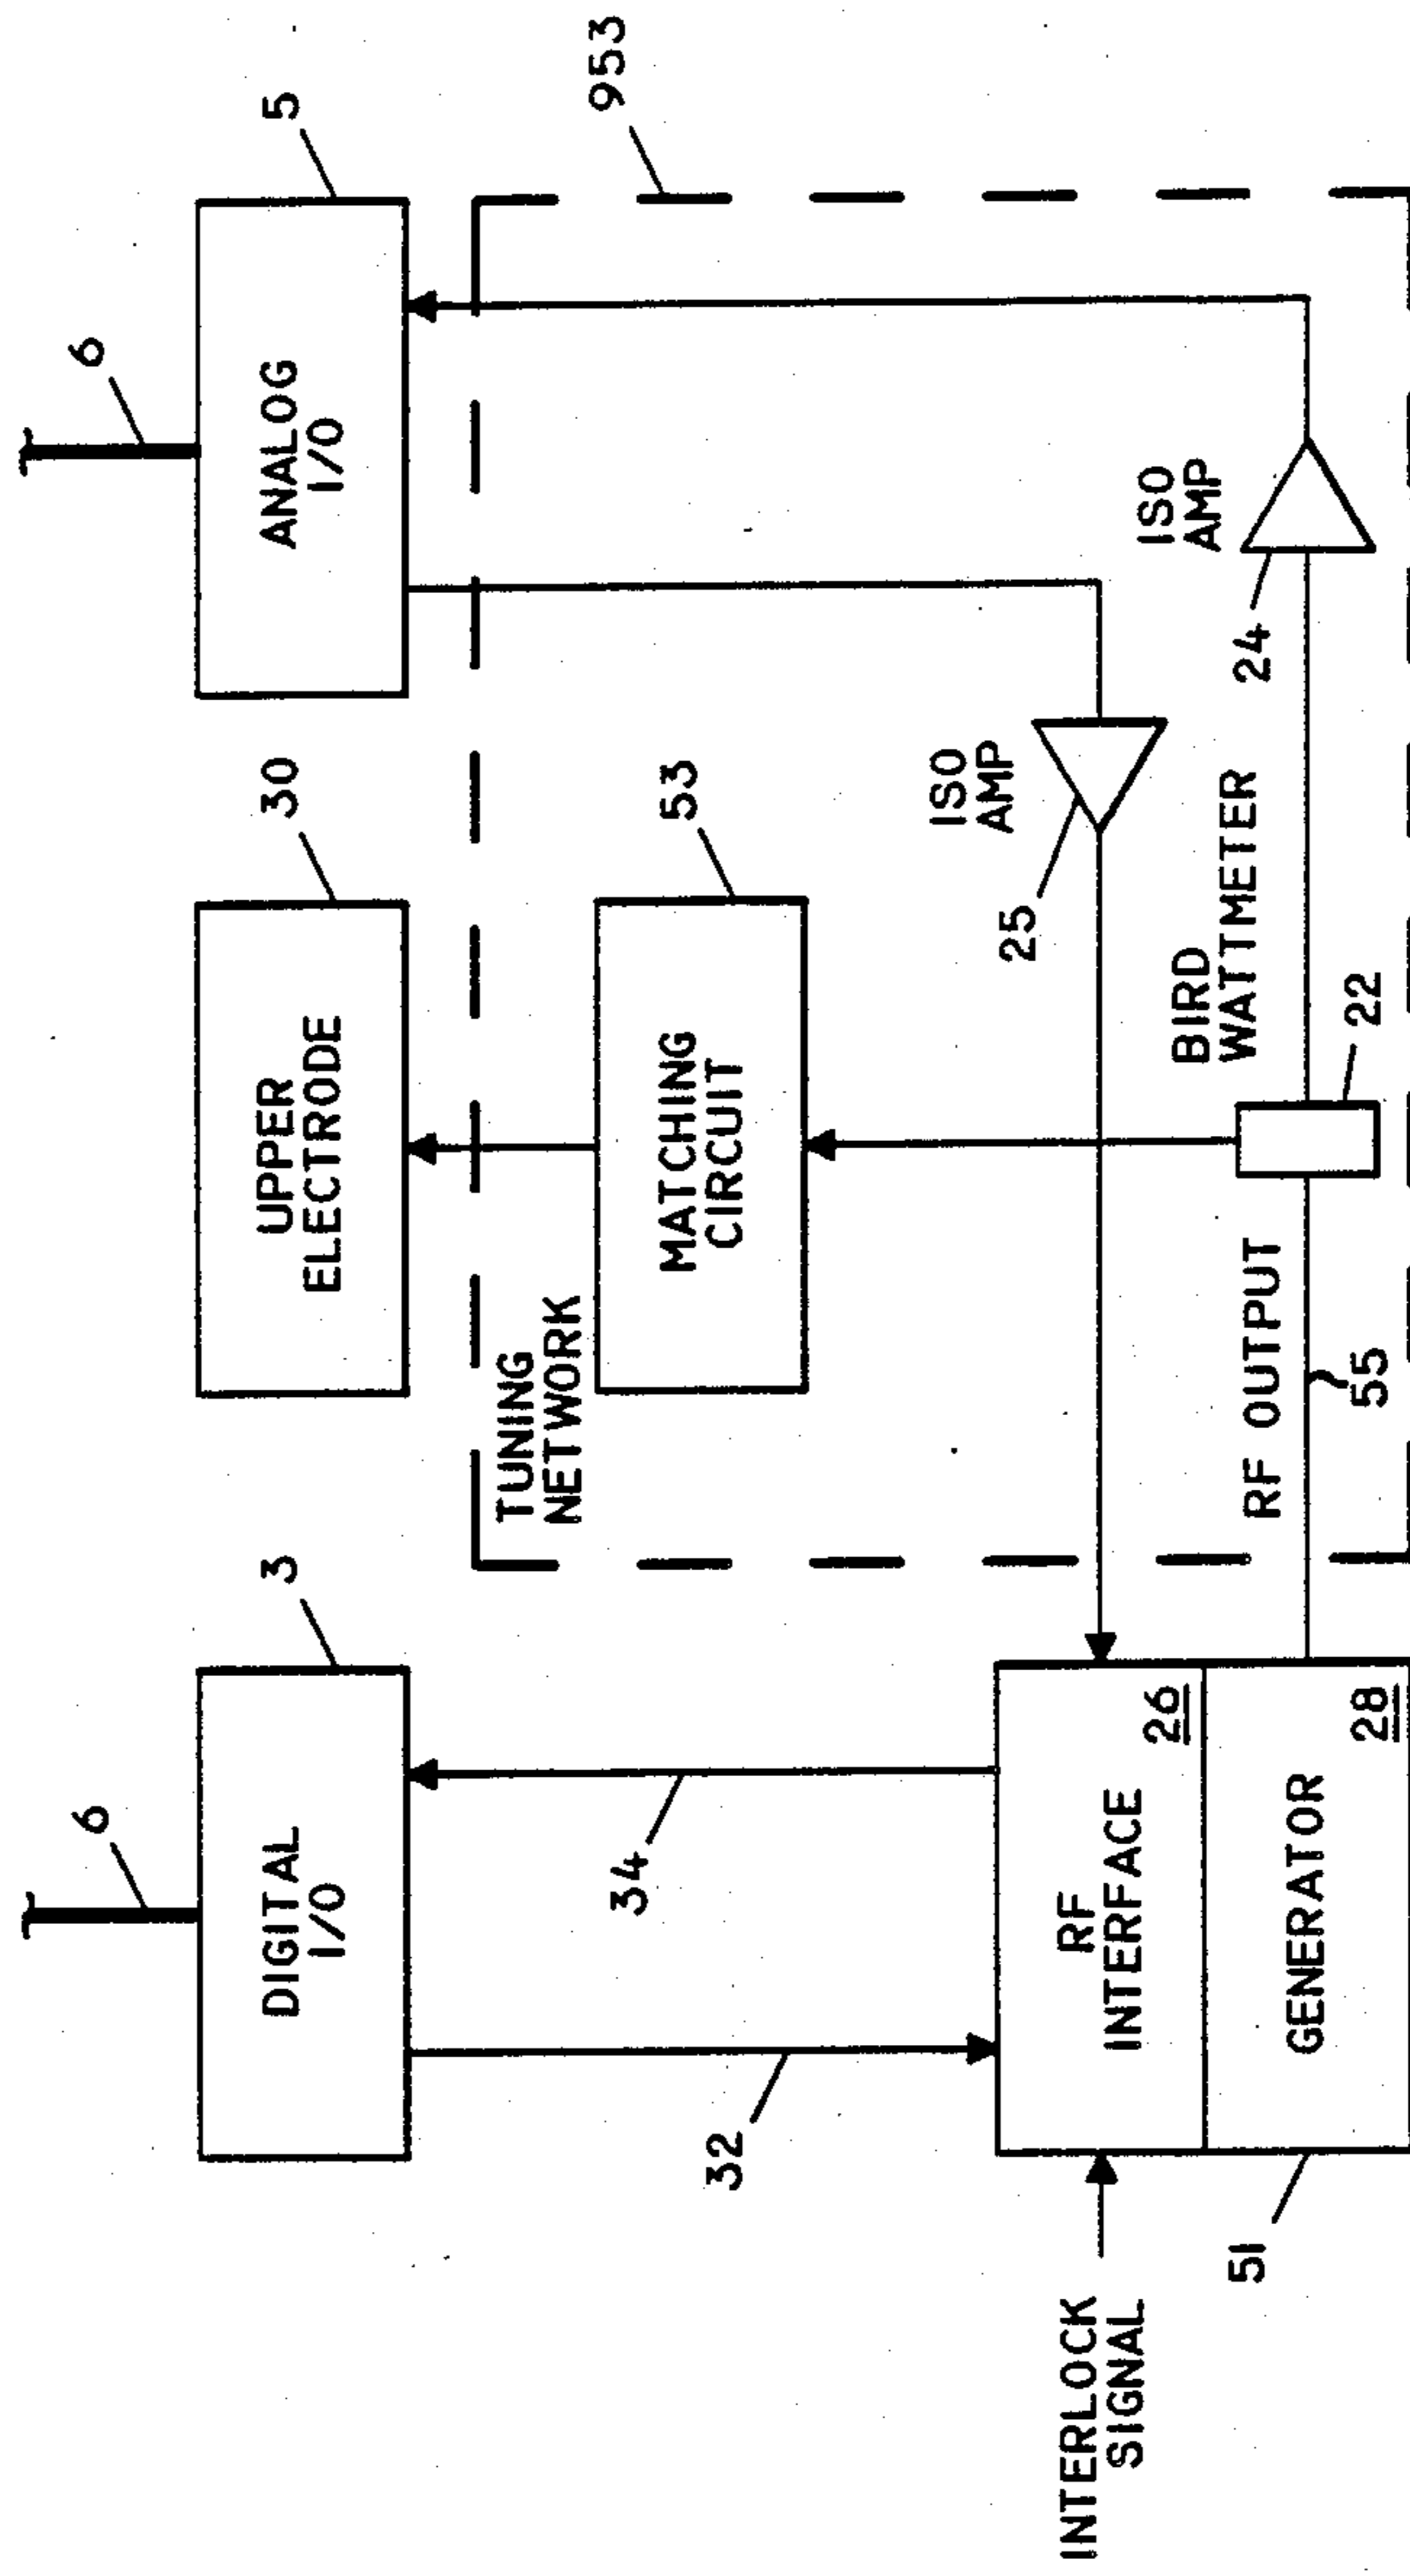 6
6
3
30
5
DIGITAL
I/O
UPPER
ELECTRODE
ANALOG
I/O
953
TUNING
NETWORK
34
32
53
MATCHING
CIRCUIT
ISO
AMP
25
INTERLOCK
SIGNAL
RF
INTERFACE
26
BIRD
WATTMETER
ISO
AMP
24
RF OUTPUT
51
GENERATOR
28
55
22